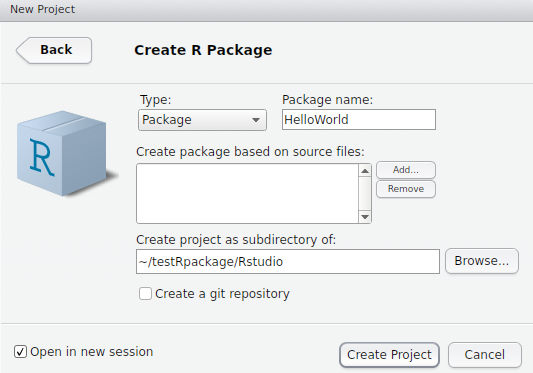 New Project
Back
Create R Package
Type:
Package name:
Package
HelloWorld
R
Create package based on source files:
Add...
Remove
Create project as subdirectory of:
~/testRpackage/Rstudio
Browse...
Create a git repository
Open in new session
Create Project
Cancel